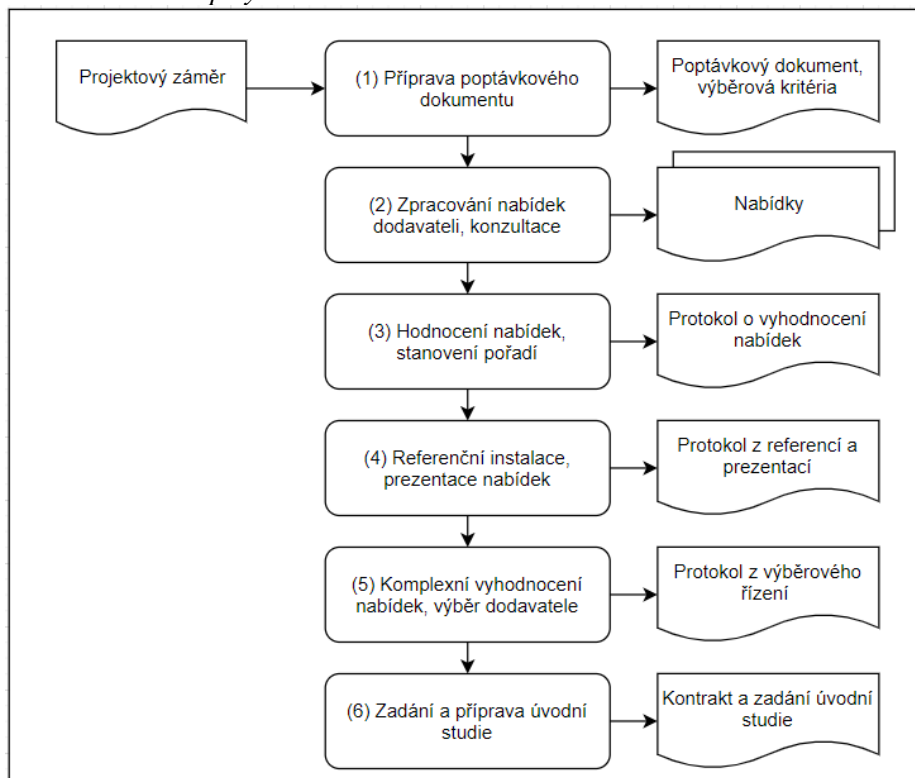 Projektový záměr
(1) Příprava poptávkového
dokumentu
Poptávkový dokument,
výběrová kritéria
(2) Zpracování nabídek
dodavateli, konzultace
Nabídky
(3) Hodnocení nabídek,
stanovení pořadí
Protokol o vyhodnocení
nabídek
(4) Referenční instalace,
prezentace nabídek
Protokol z referencí a
prezentací
(5) Komplexní vyhodnocení
nabídek, výběr dodavatele
Protokol z výběrového
řízení
(6) Zadání a příprava úvodní
studie
Kontrakt a zadání úvodní
studie